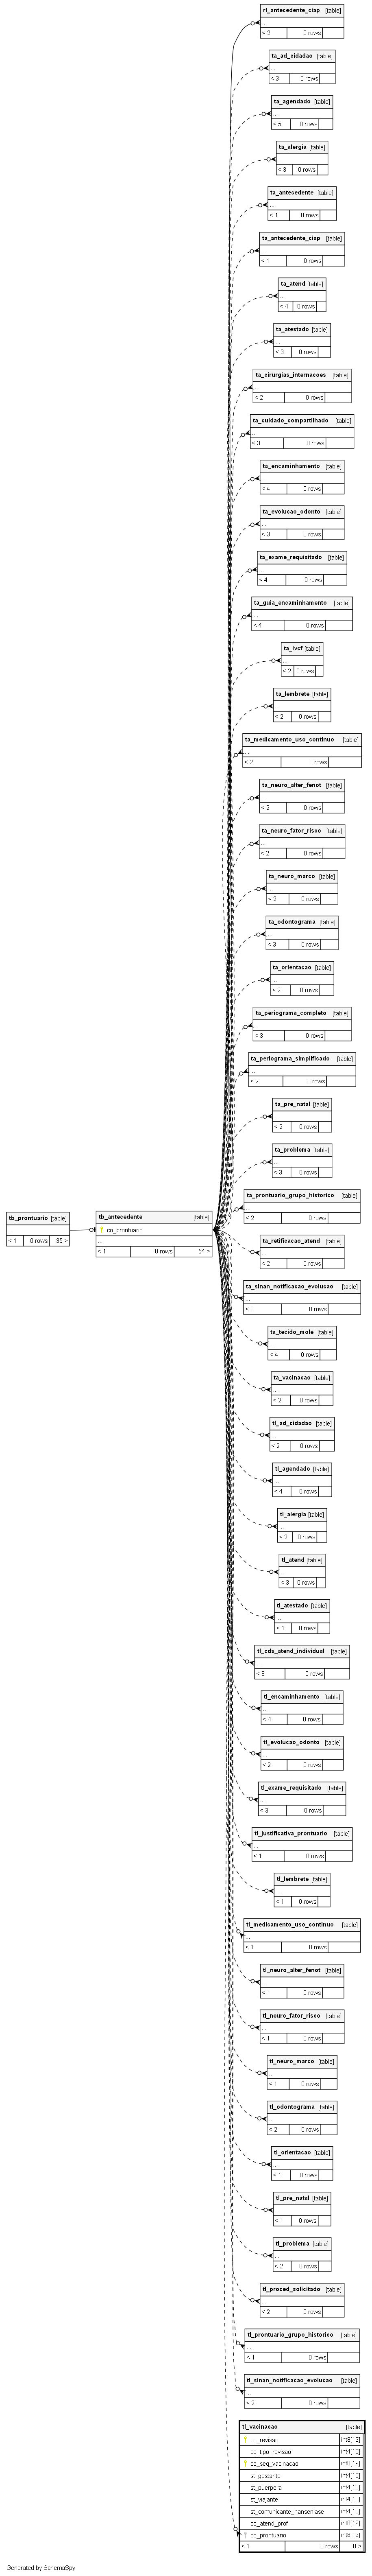 rl_antecedente_ciap [table]
...
< 2 0 rows
ta_ad_cidadao [table]
...
< 3 0 rows
ta_agendado [table]
...
< 5 0 rows
ta_alergia [table]
...
< 3 0 rows
ta_antecedente [table]
...
< 1 0 rows
ta_antecedente_ciap [table]
...
< 1 0 rows
ta_atend [table]
...
< 4 0 rows
ta_atestado [table]
...
< 3 0 rows
ta_cirurgias_internacoes [table]
...
< 2 0 rows
ta_cuidado_compartilhado [table]
...
< 3 0 rows
ta_encaminhamento [table]
...
< 4 0 rows
ta_evolucao_odonto [table]
...
< 3 0 rows
ta_exame_requisitado [table]
...
< 4 0 rows
ta_guia_encaminhamento [table]
...
< 4 0 rows
ta_ivcf [table]
...
< 2 0 rows
ta_lembrete [table]
...
< 2 0 rows
ta_medicamento_uso_continuo [table]
...
< 2 0 rows
ta_neuro_alter_fenot [table]
...
< 2 0 rows
ta_neuro_fator_risco [table]
...
< 2 0 rows
ta_neuro_marco [table]
...
< 2 0 rows
ta_odontograma [table]
...
< 3 0 rows
ta_orientacao [table]
...
< 2 0 rows
ta_periograma_completo [table]
...
< 3 0 rows
ta_periograma_simplificado [table]
...
< 2 0 rows
ta_pre_natal [table]
...
< 2 0 rows
ta_problema [table]
...
< 3 0 rows
ta_prontuario_grupo_historico [table]
...
< 2 0 rows
tb_prontuario [table]
...
< 1 0 rows 35 >
tb_antecedente [table]
co_prontuario
...
< 1 0 rows 54 >
ta_retificacao_atend [table]
...
< 2 0 rows
ta_sinan_notificacao_evolucao [table]
...
< 3 0 rows
ta_tecido_mole [table]
...
< 4 0 rows
ta_vacinacao [table]
...
< 2 0 rows
tl_ad_cidadao [table]
...
< 2 0 rows
tl_agendado [table]
...
< 4 0 rows
tl_alergia [table]
...
< 2 0 rows
tl_atend [table]
...
< 3 0 rows
tl_atestado [table]
...
< 1 0 rows
tl_cds_atend_individual [table]
...
< 8 0 rows
tl_encaminhamento [table]
...
< 4 0 rows
tl_evolucao_odonto [table]
...
< 2 0 rows
tl_exame_requisitado [table]
...
< 3 0 rows
tl_justificativa_prontuario [table]
...
< 1 0 rows
tl_lembrete [table]
...
< 1 0 rows
tl_medicamento_uso_continuo [table]
...
< 1 0 rows
tl_neuro_alter_fenot [table]
...
< 1 0 rows
tl_neuro_fator_risco [table]
...
< 1 0 rows
tl_neuro_marco [table]
...
< 1 0 rows
tl_odontograma [table]
...
< 2 0 rows
tl_orientacao [table]
...
< 1 0 rows
tl_pre_natal [table]
...
< 1 0 rows
tl_problema [table]
...
< 2 0 rows
tl_proced_solicitado [table]
...
< 2 0 rows
tl_prontuario_grupo_historico [table]
...
< 1 0 rows
tl_sinan_notificacao_evolucao [table]
...
< 2 0 rows
tl_vacinacao [table]
co_revisao int8[19]
co_tipo_revisao int4[10]
co_seq_vacinacao int8[19]
st_gestante int4[10]
st_puerpera int4[10]
st_viajante int4[10]
st_comunicante_hanseniase int4[10]
co_atend_prof int8[19]
co_prontuario int8[19]
< 1 0 rows 0 >
Generated by SchemaSpy